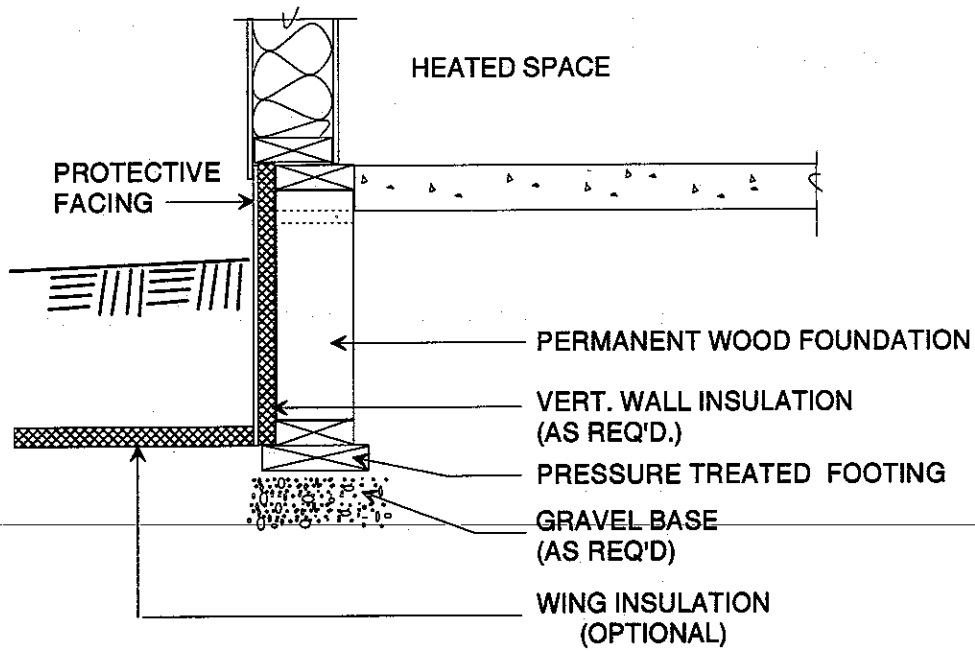 HEATED SPACE
PROTECTIVE
FACING
PERMANENT WOOD FOUNDATION
VERT. WALL INSULATION
(AS REQ'D.)
PRESSURE TREATED FOOTING
GRAVEL BASE
(AS REQ'D)
WING INSULATION
(OPTIONAL)